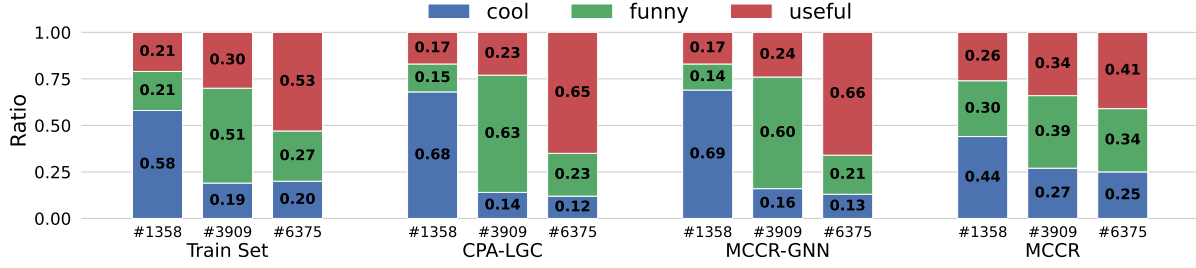 cool funny useful
Ratio
1.00
0.75
0.50
0.25
0.00
0.21 0.30 0.53
0.21 0.51 0.27
0.58 0.19 0.20
#1358 #3909 #6375
Train Set
0.17 0.23 0.65
0.15 0.63 0.23
0.68 0.14 0.12
#1358 #3909 #6375
CPA-LGC
0.17 0.24 0.66
0.14 0.60 0.21
0.69 0.16 0.13
#1358 #3909 #6375
MCCR-GNN
0.26 0.34 0.41
0.30 0.39 0.34
0.44 0.27 0.25
#1358 #3909 #6375
MCCR